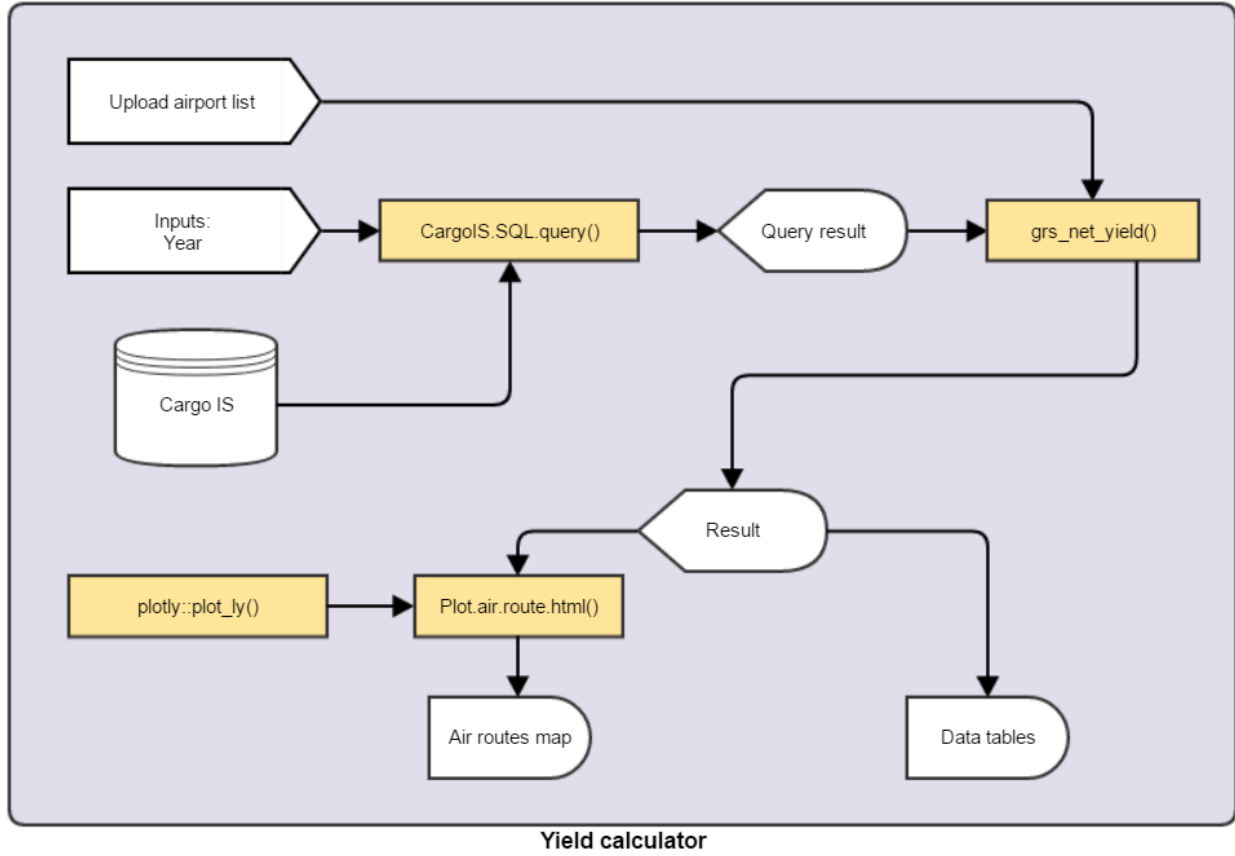 Upload airport list
Inputs:
Year
CargoIS.SQL.query()
Query result
grs_net_yield()
Cargo IS
Result
plotly::plot_ly()
Plot.air.route.html()
Air routes map
Data tables
Yield calculator